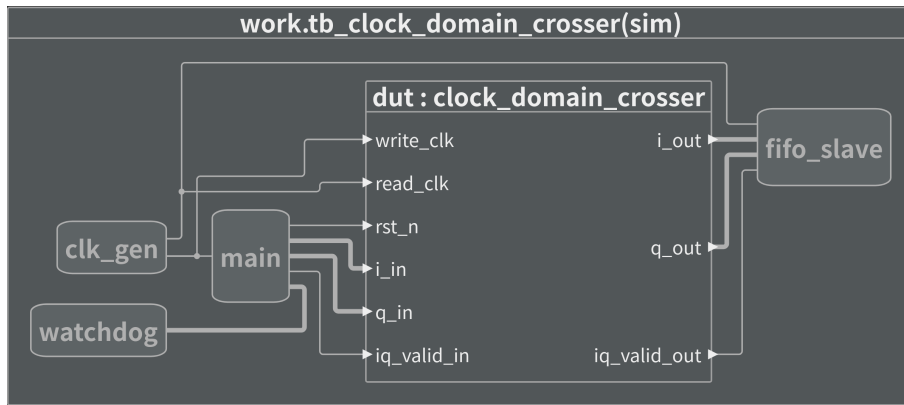 work.tb_clock_domain_crosser(sim)
dut : clock_domain_crosser
write_clk
read_clk
rst_n
i_in
q_in
iq_valid_in
i_out
q_out
iq_valid_out
fifo_slave
clk_gen
main
watchdog